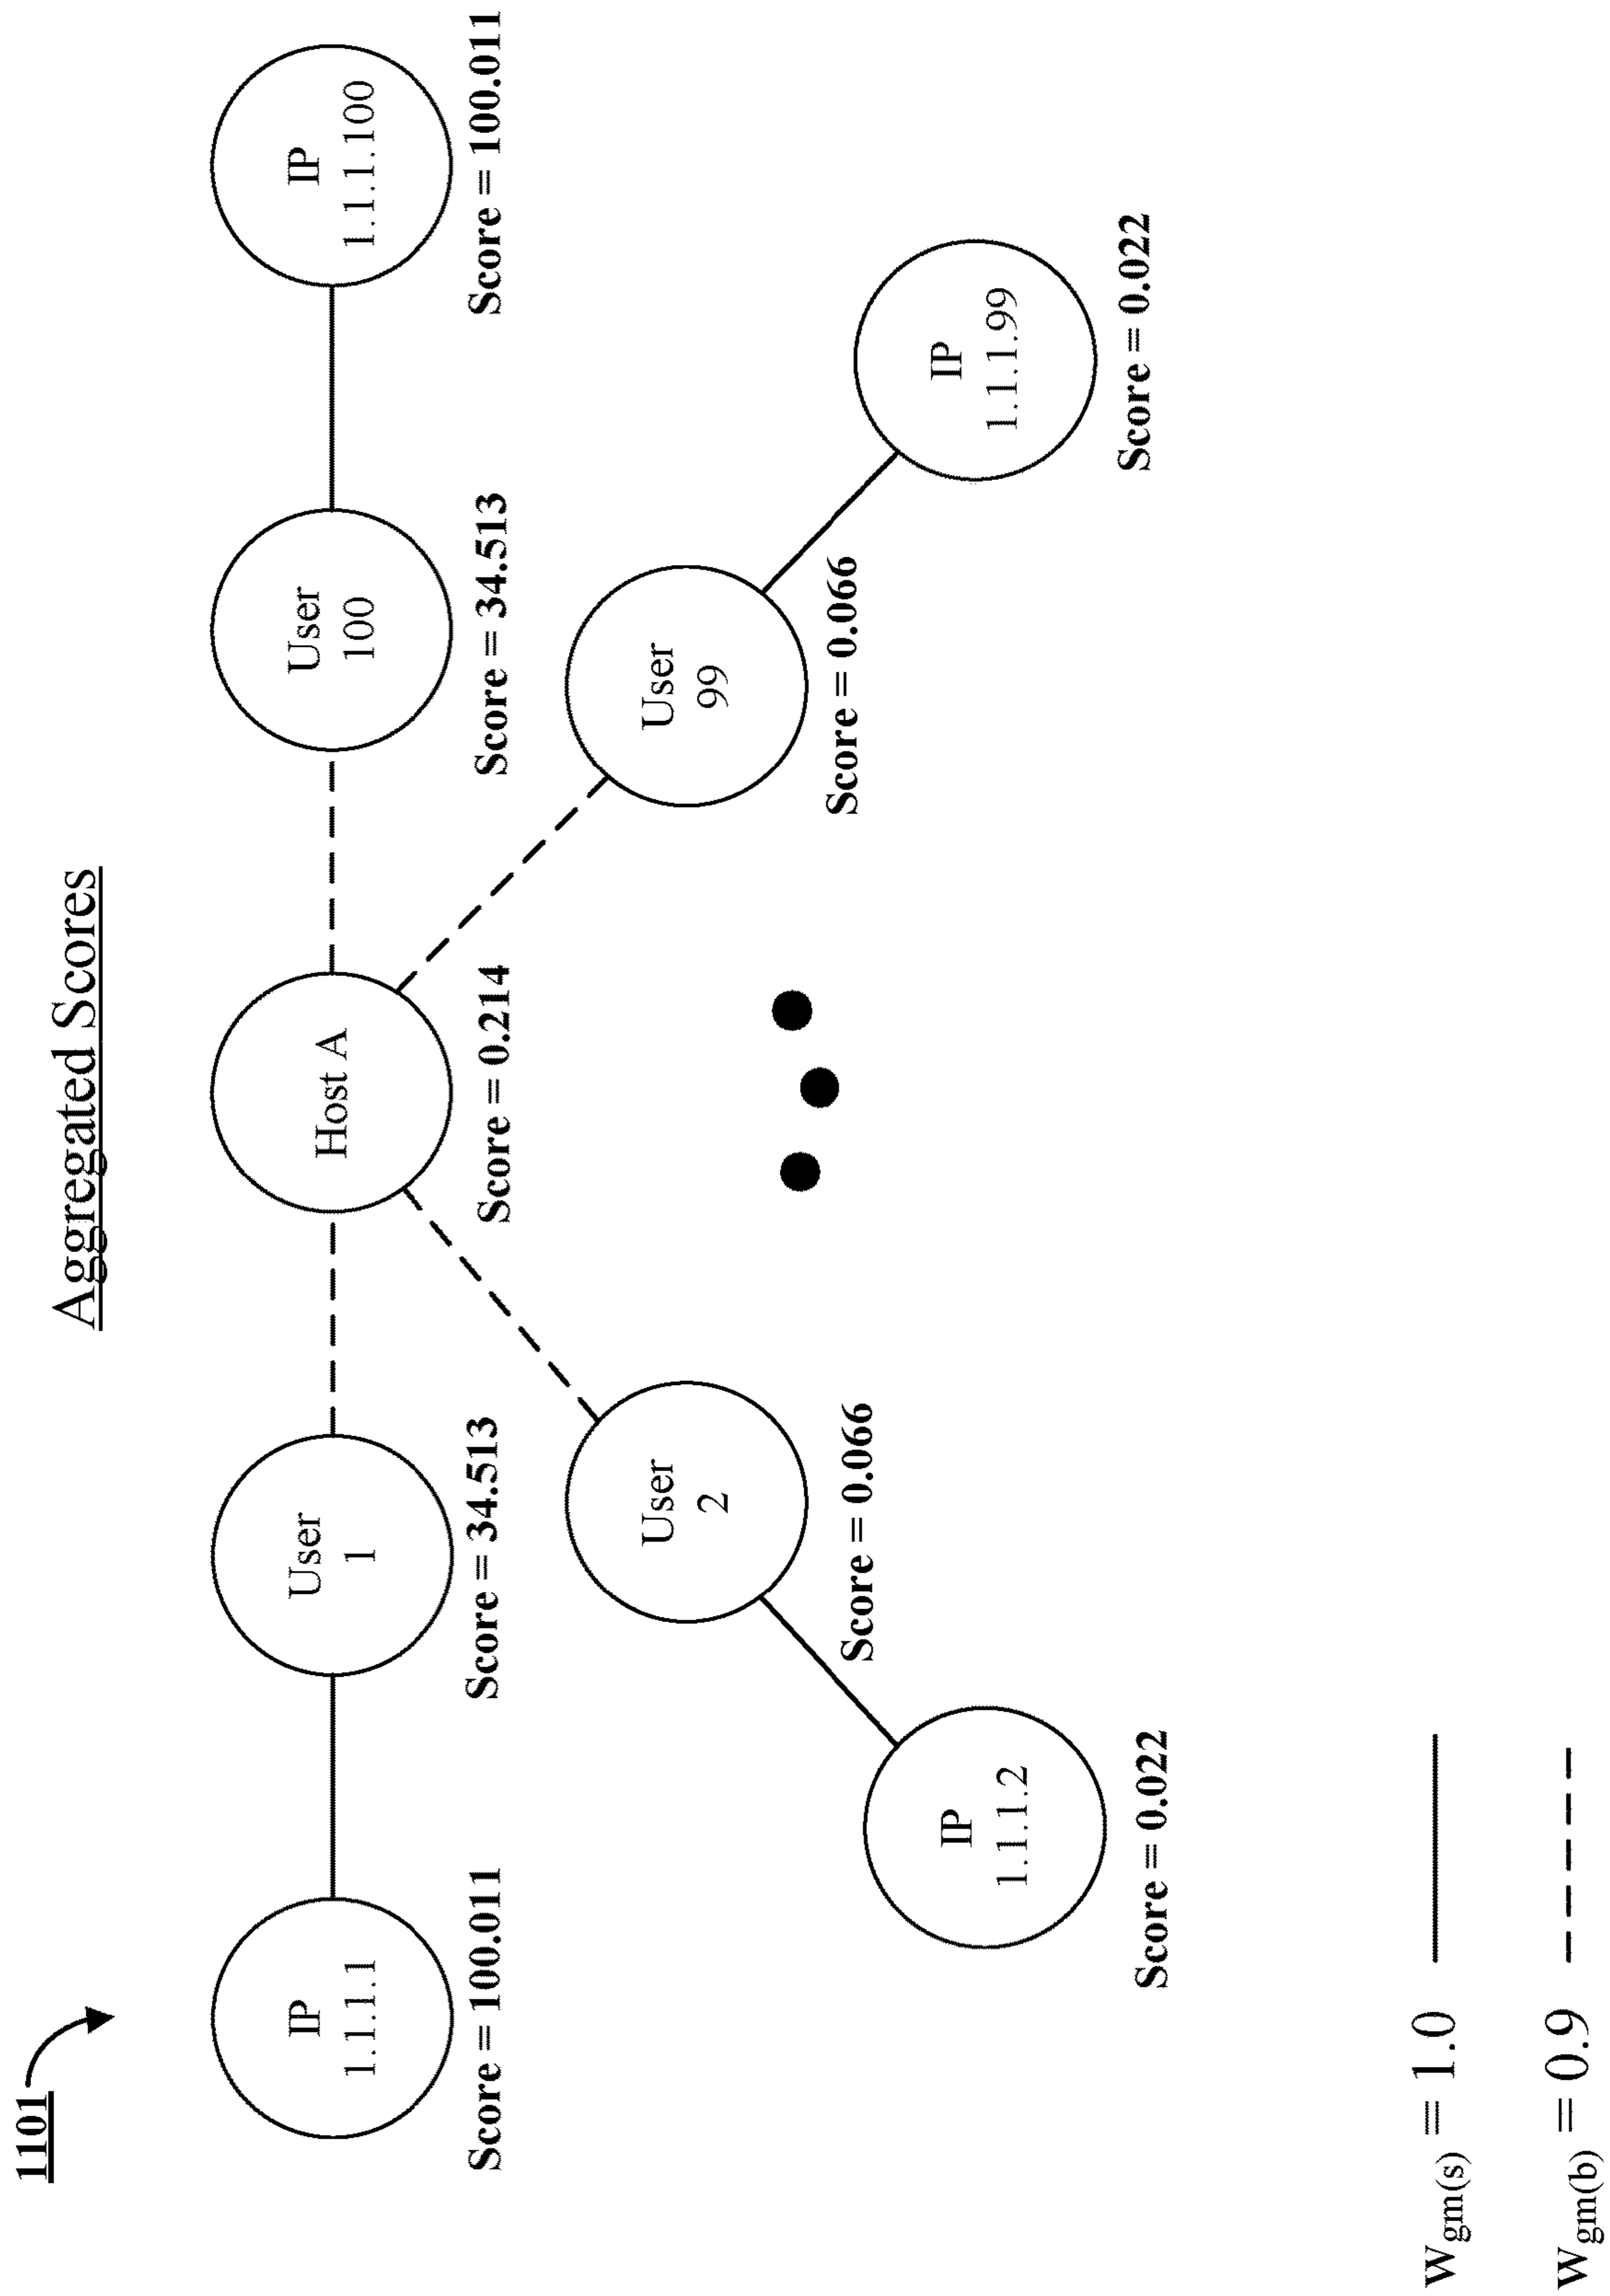 1101
Aggregated Scores
IP
1.1.1.1
Score = 100.011
User
1
Score = 34.513
Host A
Score = 0.214
User
100
Score = 34.513
IP
1.1.1.100
Score = 100.011
User
2
Score = 0.066
User
99
Score = 0.066
IP
1.1.1.2
Score = 0.022
IP
1.1.1.99
Score = 0.022
Wgm(s) = 1.0
Wgm(b) = 0.9